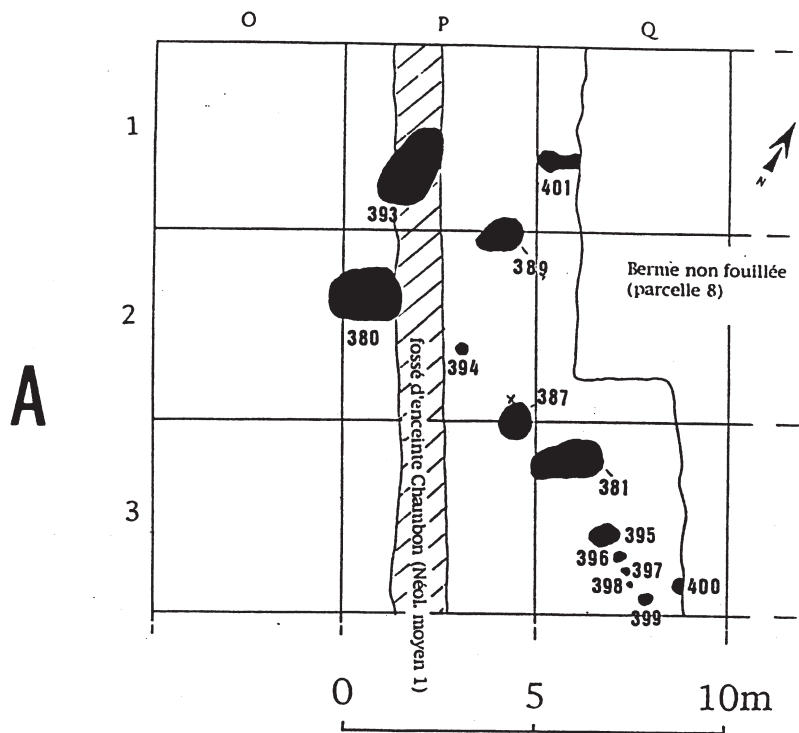 O P Q
1
393
401
389
N
Berme non fouillée
(parcelle 8)
2
380
394
387
A
fossé d'enceinte Chambon (Néol. moyen 1)
3
381
395
396
397
398
400
399
0 5 10m